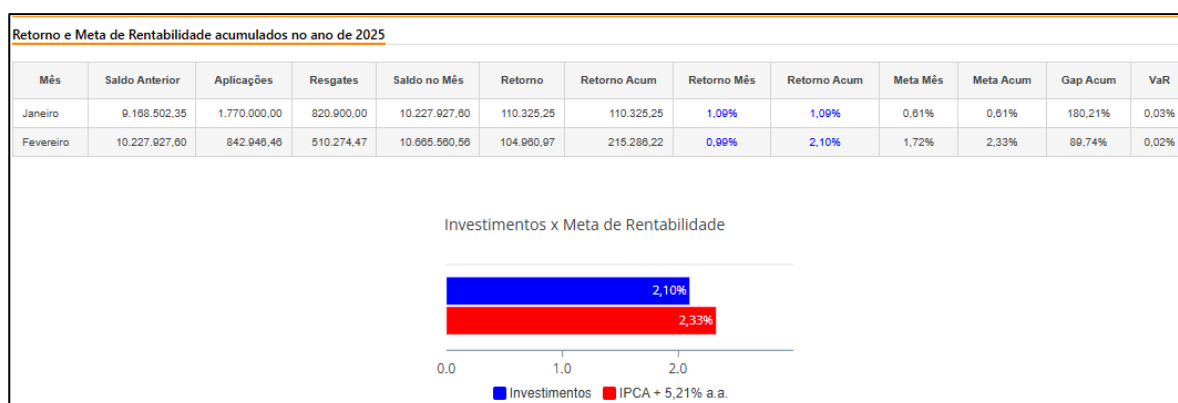 Retorno e Meta de Rentabilidade acumulados no ano de 2025
Mês Saldo Anterior Aplicações Resgates Saldo no Mês Retorno Retorno Acum Retorno Mês Retorno Acum Meta Mês Meta Acum Gap Acum VaR
Janeiro 9.168.502,35 1.770.000,00 820.900,00 10.227.927,60 110.325,25 110.325,25 1,09% 1,09% 0,61% 0,61% 180,21% 0,03%
Fevereiro 10.227.927,60 842.946,46 510.274,47 10.665.560,56 104.960,97 215.286,22 0,99% 2,10% 1,72% 2,33% 89,74% 0,02%
Investimentos x Meta de Rentabilidade
2,10%
2,33%
0.0 1.0 2.0
Investimentos IPCA + 5,21% a.a.